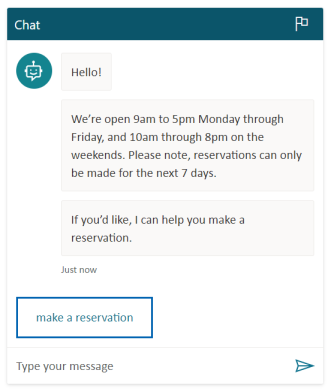 Chat
Hello!
We're open 9am to 5pm Monday through
Friday, and 10am through 8pm on the
weekends. Please note, reservations can only
be made for the next 7 days.
If you'd like, I can help you make a
reservation.
Just now
make a reservation
Type your message